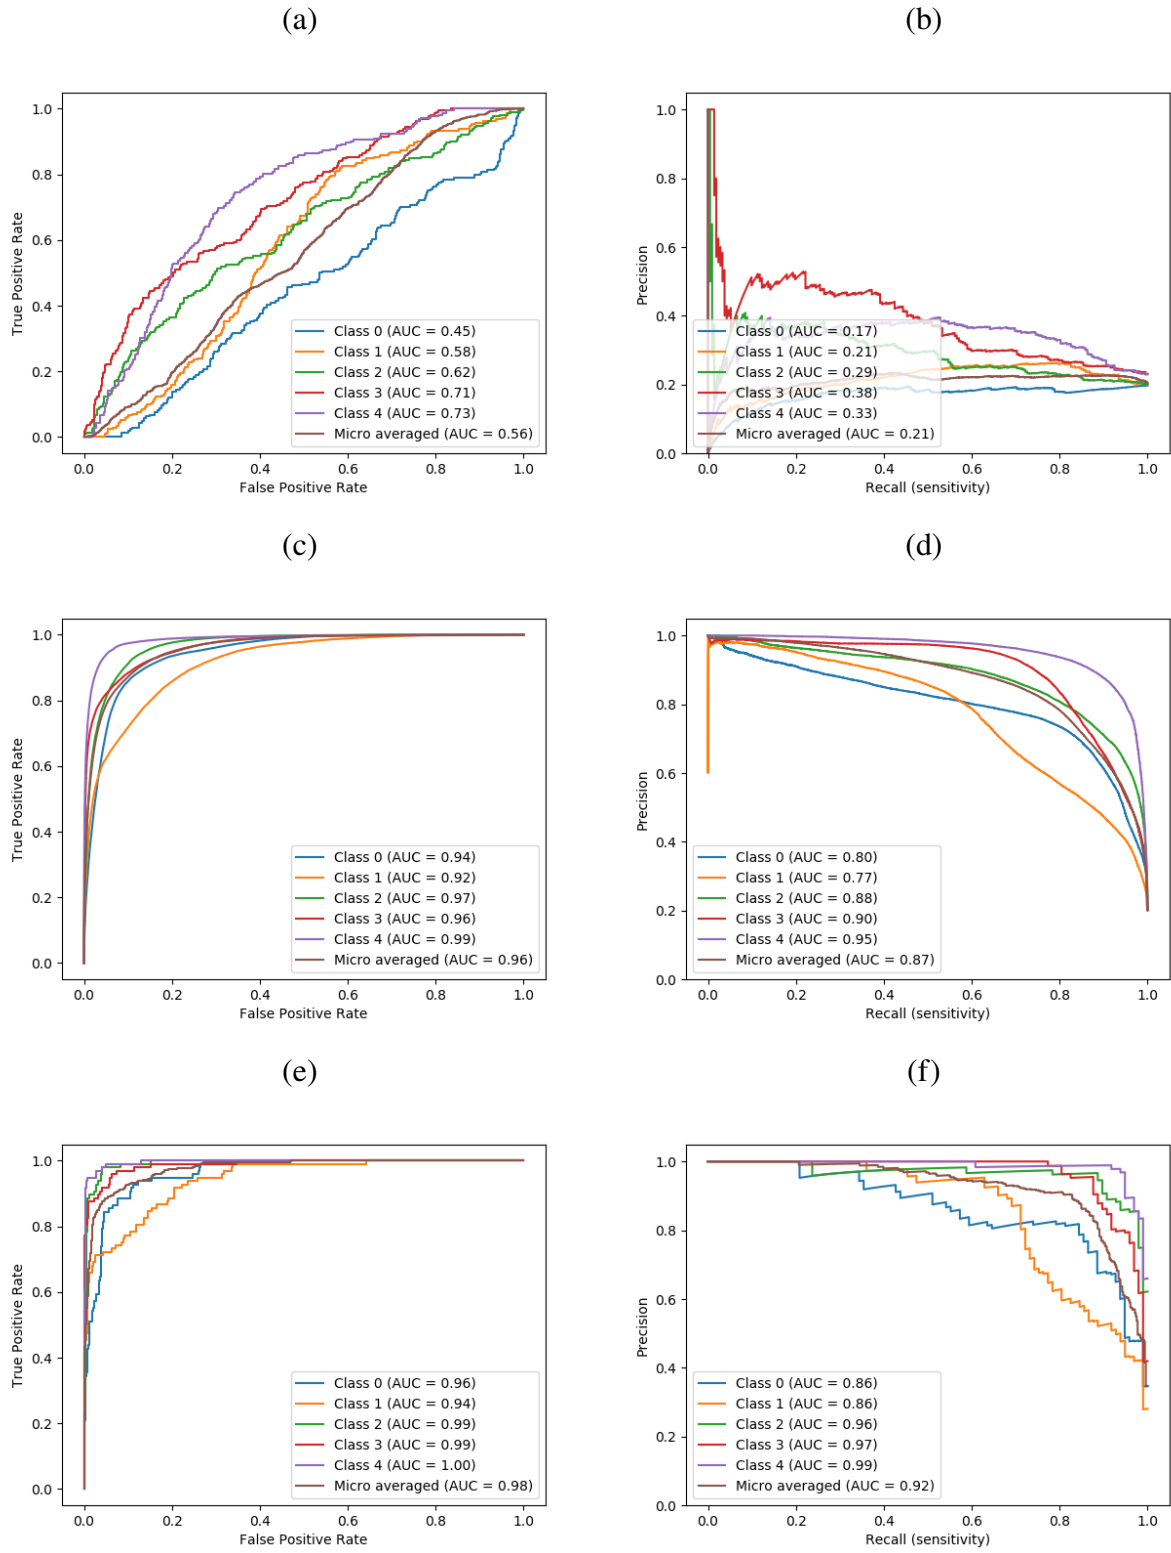 (a)
(b)
1.0
0.8
0.6
0.4
0.2
0.0
True Positive Rate
0.0 0.2 0.4 0.6 0.8 1.0
False Positive Rate
Class 0 (AUC = 0.45)
Class 1 (AUC = 0.58)
Class 2 (AUC = 0.62)
Class 3 (AUC = 0.71)
Class 4 (AUC = 0.73)
Micro averaged (AUC = 0.56)
1.0
0.8
0.6
0.4
0.2
0.0
Precision
0.0 0.2 0.4 0.6 0.8 1.0
Recall (sensitivity)
Class 0 (AUC = 0.17)
Class 1 (AUC = 0.21)
Class 2 (AUC = 0.29)
Class 3 (AUC = 0.38)
Class 4 (AUC = 0.33)
Micro averaged (AUC = 0.21)
(c)
(d)
1.0
0.8
0.6
0.4
0.2
0.0
True Positive Rate
0.0 0.2 0.4 0.6 0.8 1.0
False Positive Rate
Class 0 (AUC = 0.94)
Class 1 (AUC = 0.92)
Class 2 (AUC = 0.97)
Class 3 (AUC = 0.96)
Class 4 (AUC = 0.99)
Micro averaged (AUC = 0.96)
1.0
0.8
0.6
0.4
0.2
0.0
Precision
0.0 0.2 0.4 0.6 0.8 1.0
Recall (sensitivity)
Class 0 (AUC = 0.80)
Class 1 (AUC = 0.77)
Class 2 (AUC = 0.88)
Class 3 (AUC = 0.90)
Class 4 (AUC = 0.95)
Micro averaged (AUC = 0.87)
(e)
(f)
1.0
0.8
0.6
0.4
0.2
0.0
True Positive Rate
0.0 0.2 0.4 0.6 0.8 1.0
False Positive Rate
Class 0 (AUC = 0.96)
Class 1 (AUC = 0.94)
Class 2 (AUC = 0.99)
Class 3 (AUC = 0.99)
Class 4 (AUC = 1.00)
Micro averaged (AUC = 0.98)
1.0
0.8
0.6
0.4
0.2
0.0
Precision
0.0 0.2 0.4 0.6 0.8 1.0
Recall (sensitivity)
Class 0 (AUC = 0.86)
Class 1 (AUC = 0.86)
Class 2 (AUC = 0.96)
Class 3 (AUC = 0.97)
Class 4 (AUC = 0.99)
Micro averaged (AUC = 0.92)